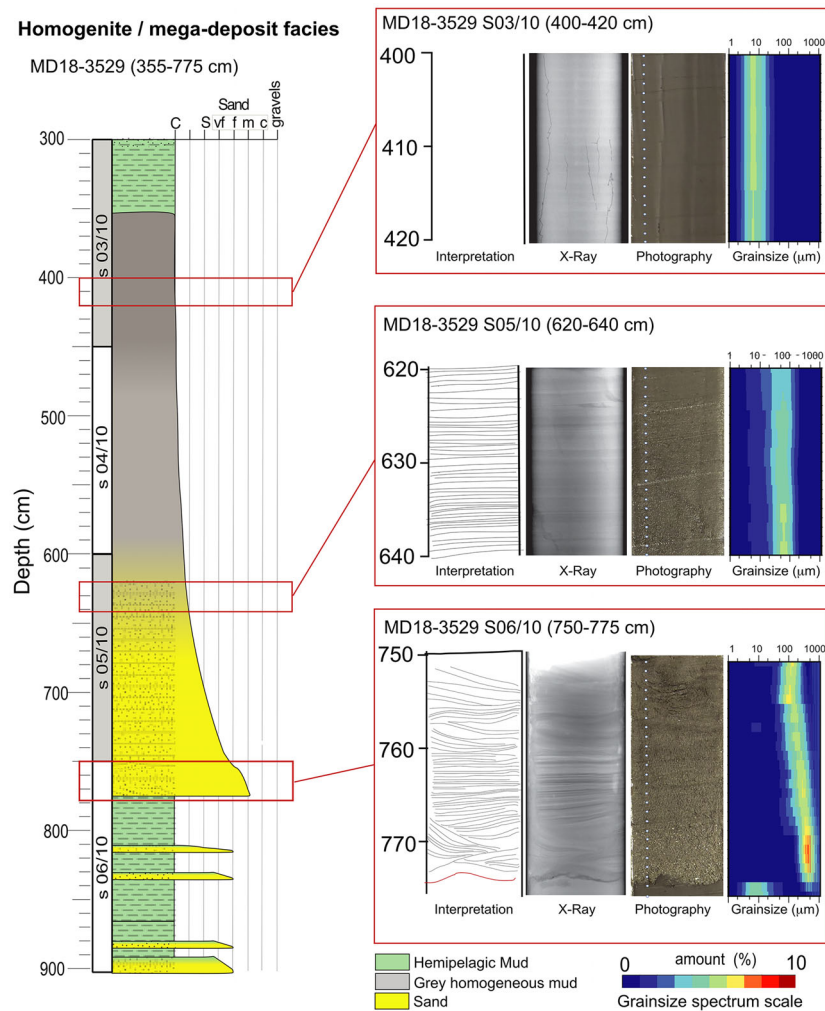 Homogenite / mega-deposit facies
MD18-3529 (355-775 cm)
Sand
C S vf f m c gravels
Depth (cm)
300
400
500
600
700
800
900
s 03/10
s 04/10
s 05/10
s 06/10
MD18-3529 S03/10 (400-420 cm)
1 10 100 1000
400
410
420
Interpretation X-Ray Photography Grainsize (μm)
MD18-3529 S05/10 (620-640 cm)
1 10 - 100 - 1000
620
630
640
Interpretation X-Ray Photography Grainsize (μm)
MD18-3529 S06/10 (750-775 cm)
1 10 100 1000
750
760
770
Interpretation X-Ray Photography Grainsize (μm)
Hemipelagic Mud
Grey homogeneous mud
Sand
0 amount (%) 10
Grainsize spectrum scale